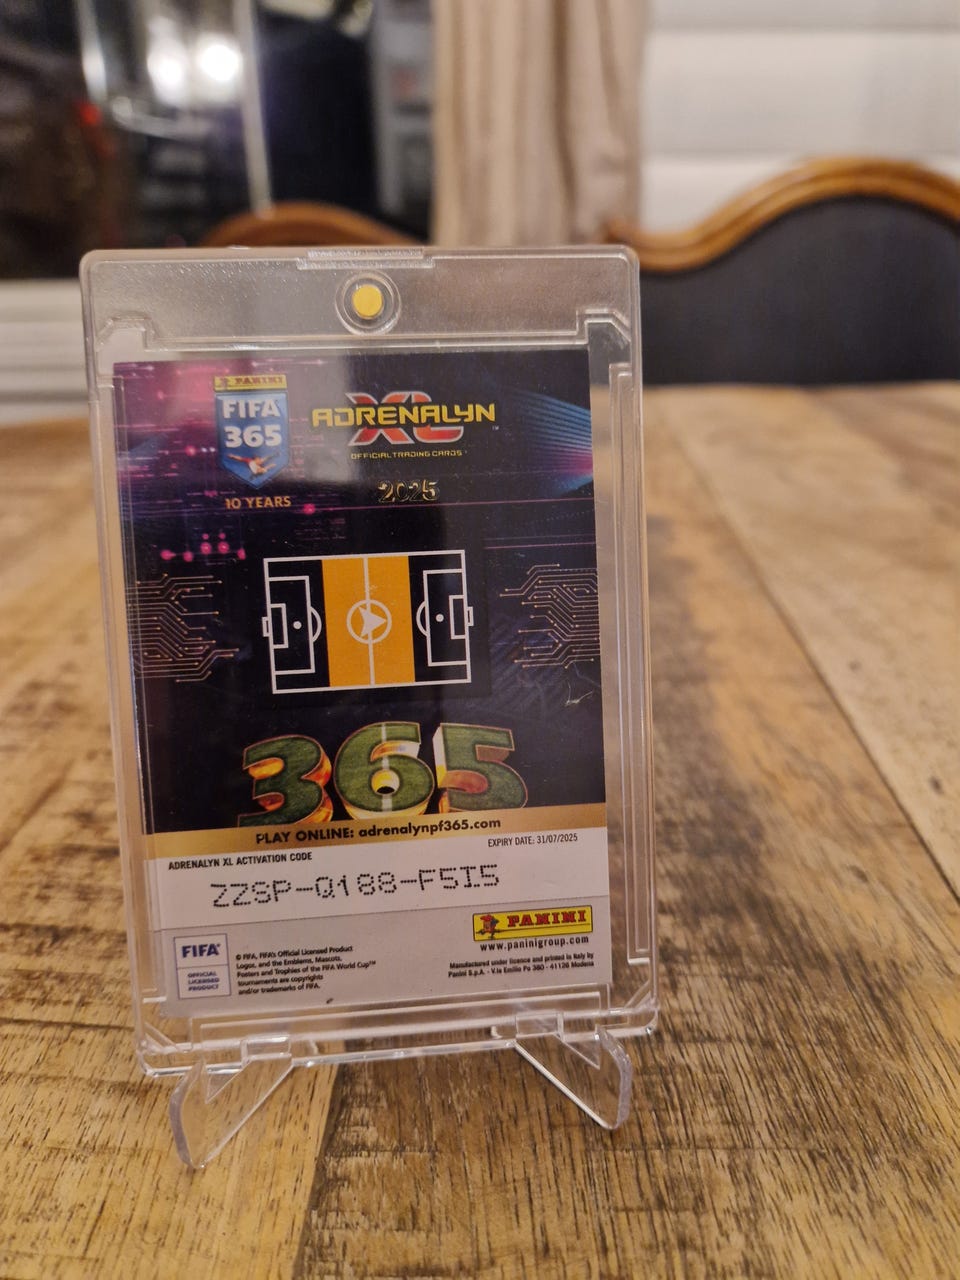 PANINI
FIFA
365
10 YEARS
ADRENALYN
XL™
OFFICIAL TRADING CARDS
2025
365
PLAY ONLINE: adrenalynpf365.com
ADRENALYN XL ACTIVATION CODE
EXPIRY DATE: 31/07/2025
ZZSP-Q188-F5I5
PANINI
www.paninigroup.com
FIFA®
OFFICIAL
LICENSED
PRODUCT
© FIFA, FIFA's Official Licensed Product
Logos, and the Emblems, Mascots,
Posters and Trophies of the FIFA World Cup™
tournaments are copyrights
and/or trademarks of FIFA.
Manufactured under licence and printed in Italy by
Panini S.p.A. - V.le Emilio Po 380 - 41126 Modena